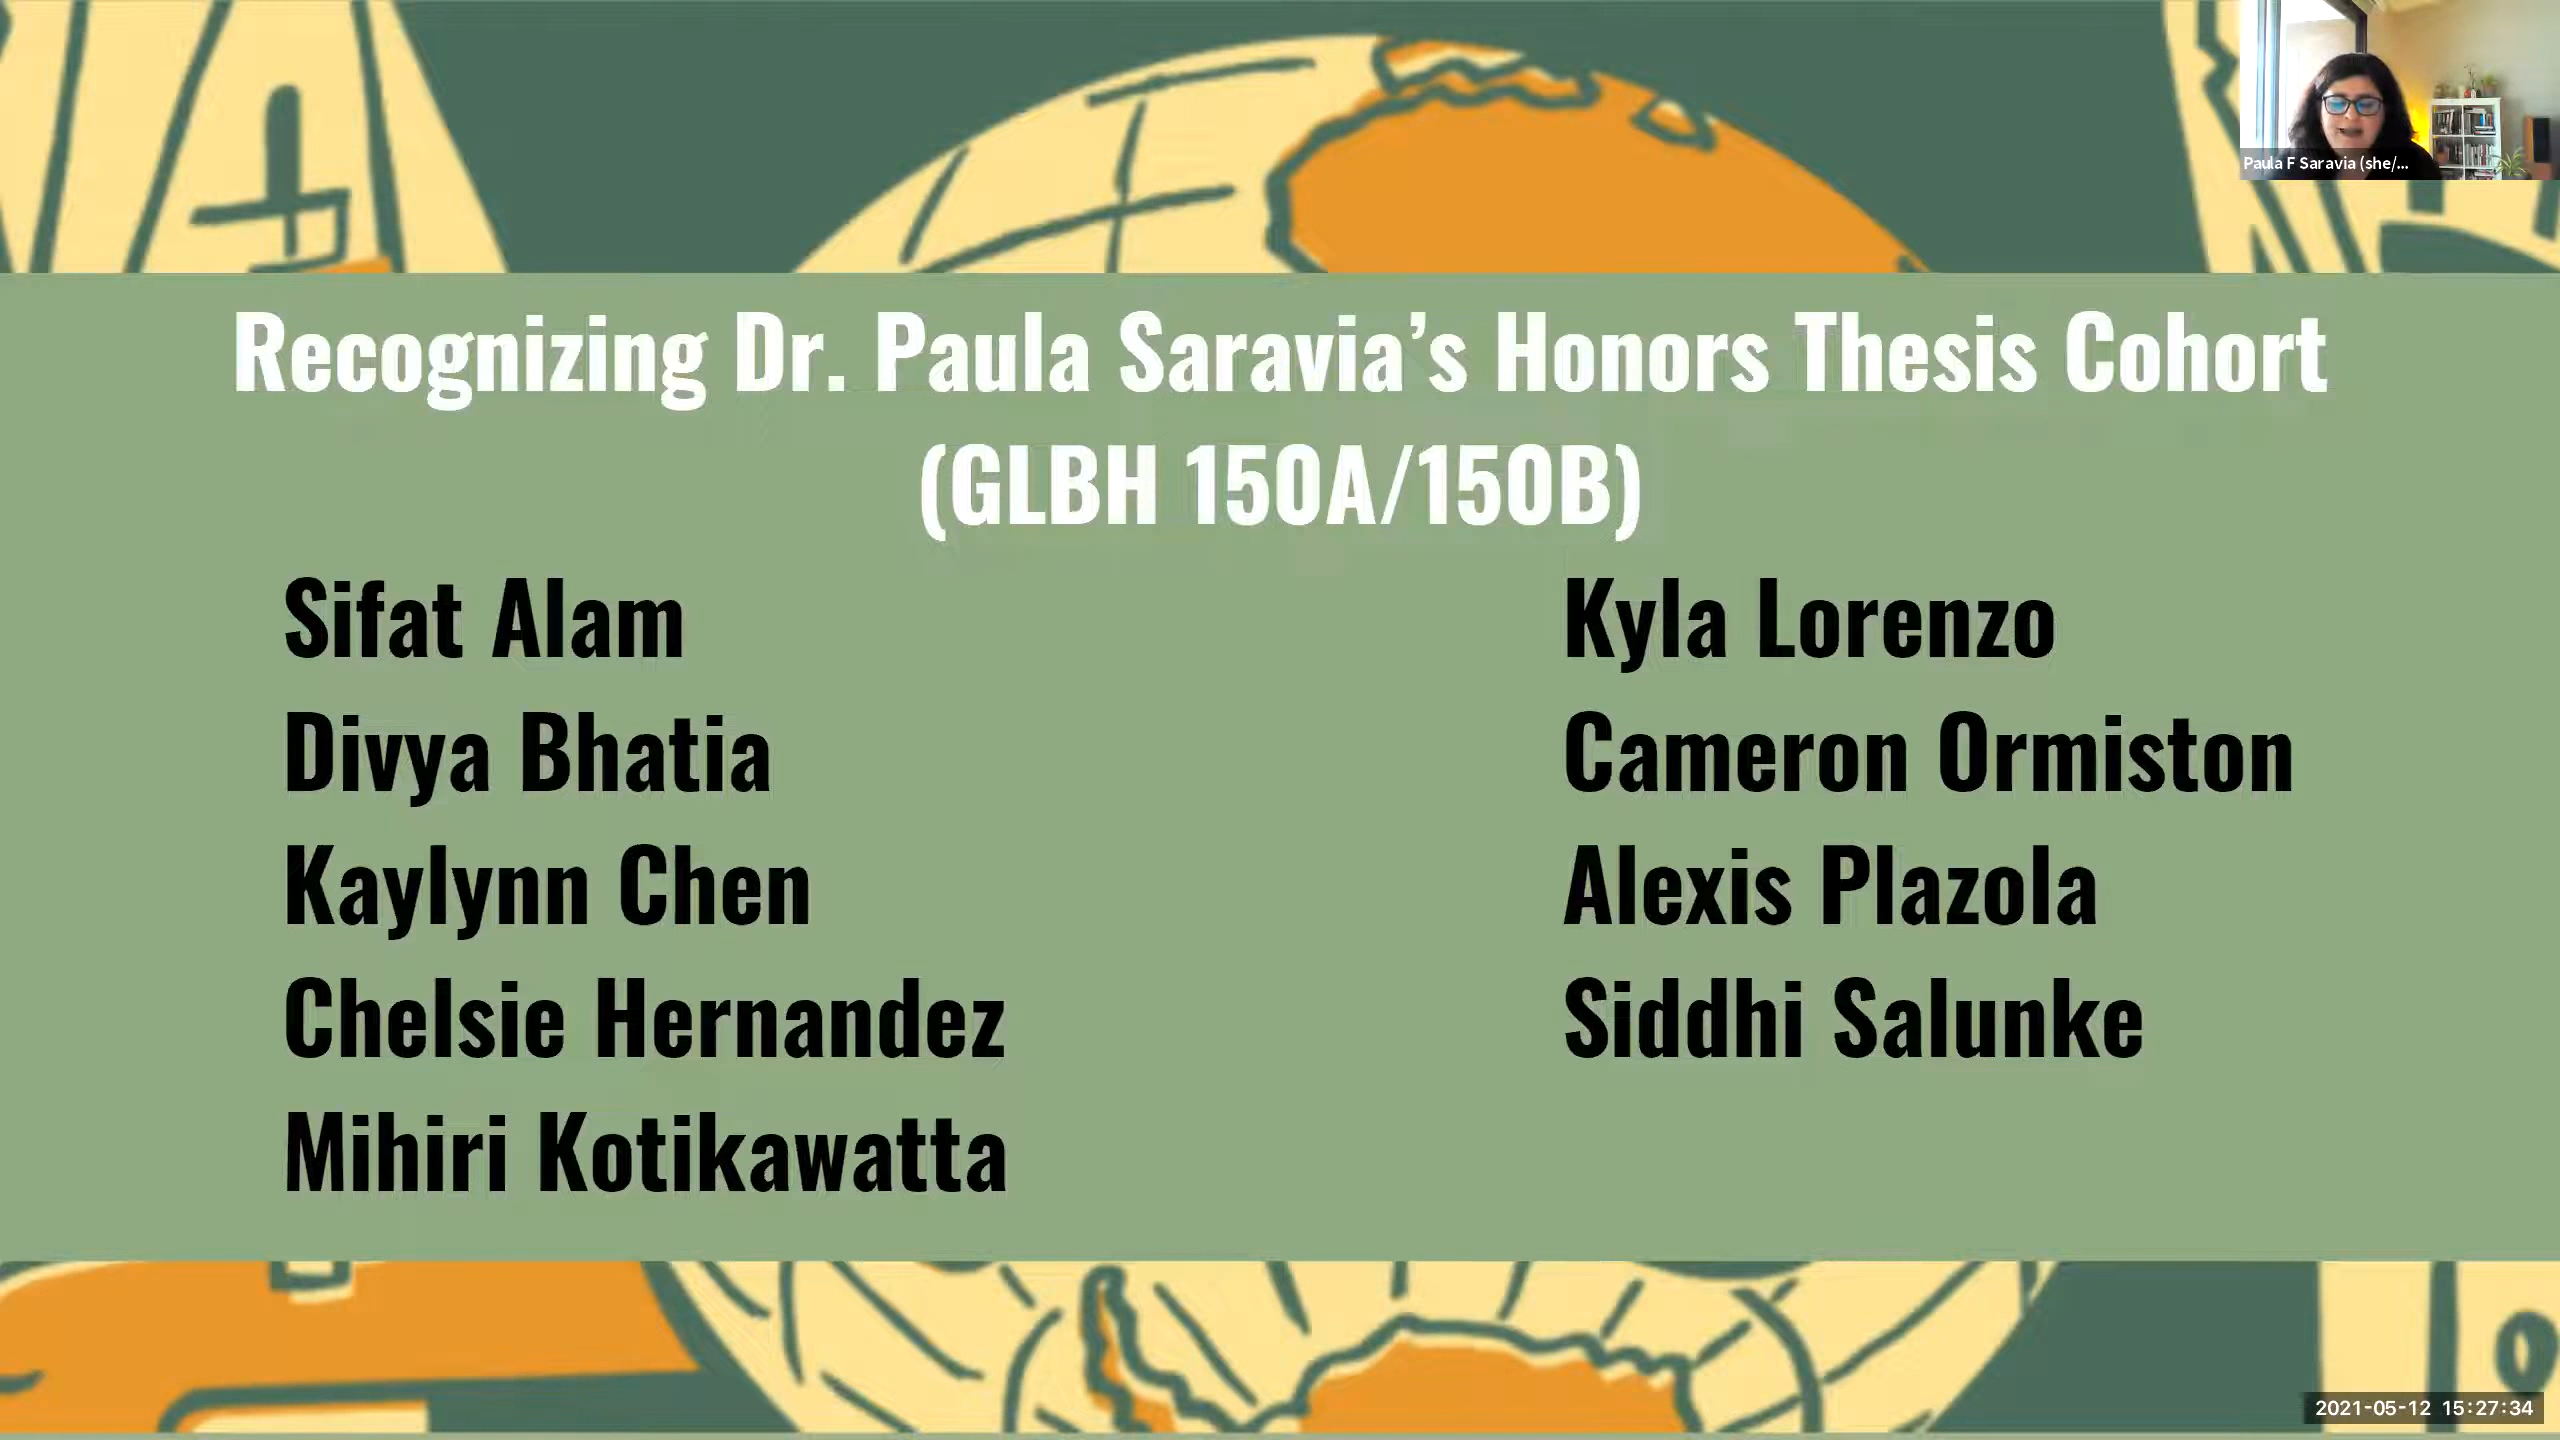 Paula F Saravia (she/...
Recognizing Dr. Paula Saravia’s Honors Thesis Cohort
(GLBH 150A/150B)
Sifat Alam
Divya Bhatia
Kaylynn Chen
Chelsie Hernandez
Mihiri Kotikawatta
Kyla Lorenzo
Cameron Ormiston
Alexis Plazola
Siddhi Salunke
2021-05-12 15:27:34